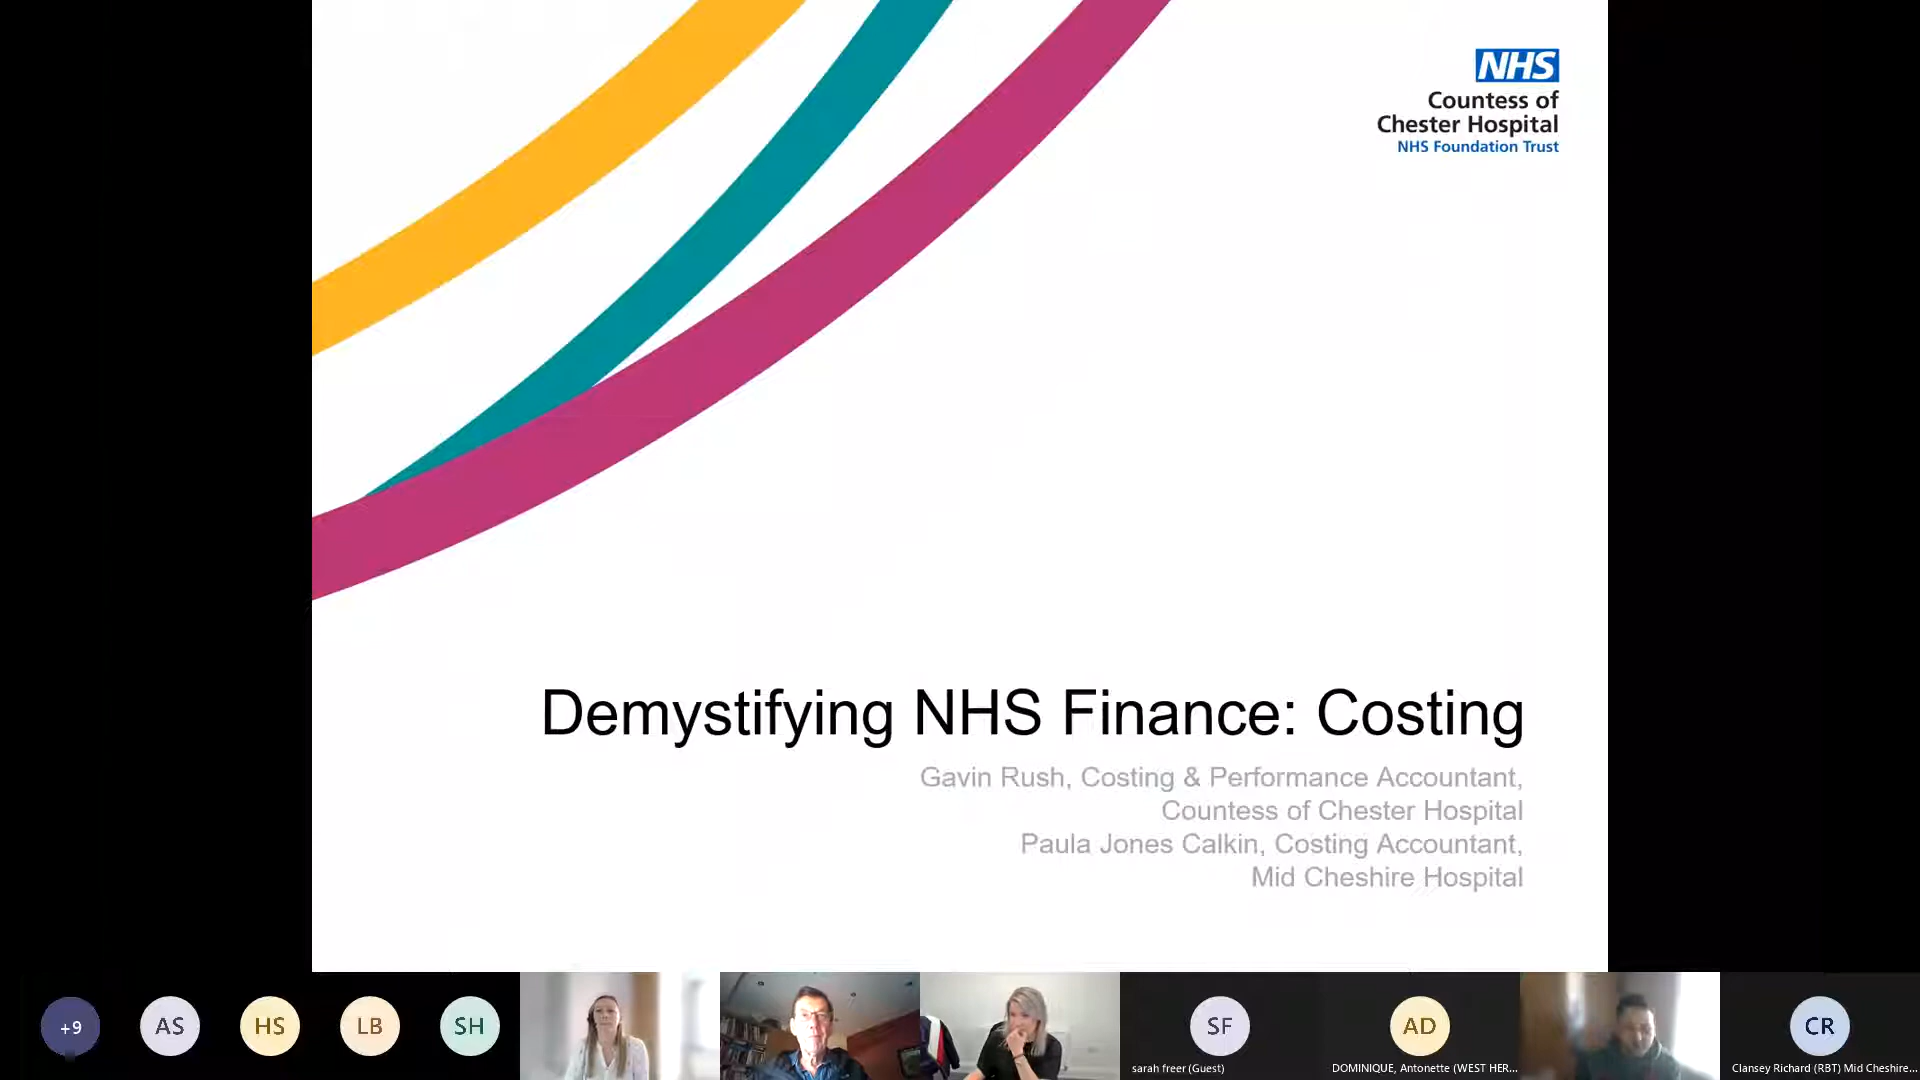 NHS
Countess of
Chester Hospital
NHS Foundation Trust
Demystifying NHS Finance: Costing
Gavin Rush, Costing & Performance Accountant,
Countess of Chester Hospital
Paula Jones Calkin, Costing Accountant,
Mid Cheshire Hospital
+9
AS
HS
LB
SH
SF
sarah freer (Guest)
AD
DOMINIQUE, Antonette (WEST HER...
CR
Clansey Richard (RBT) Mid Cheshire...